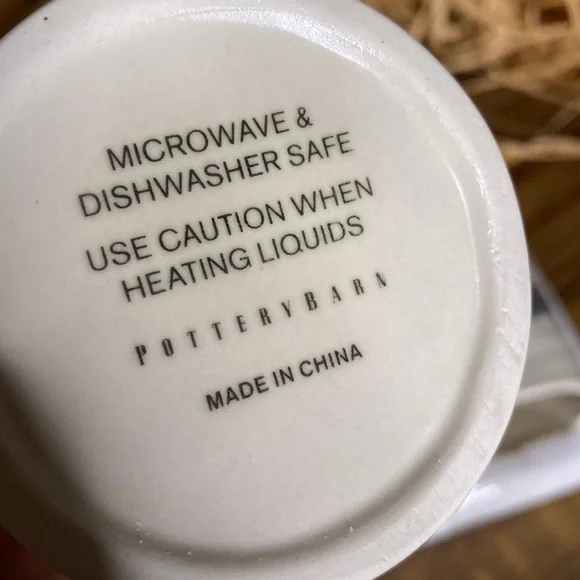 MICROWAVE &
DISHWASHER SAFE
USE CAUTION WHEN
HEATING LIQUIDS
POTTERYBARN
MADE IN CHINA